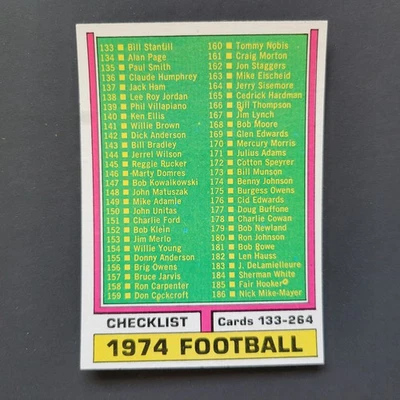 133 Bill Stanfill
134 Alan Page
135 Paul Smith
136 Claude Humphrey
137 Jack Ham
138 Lee Roy Jordan
139 Phil Villapiano
140 Ken Ellis
141 Willie Brown
142 Dick Anderson
143 Bill Bradley
144 Jerrel Wilson
145 Reggie Rucker
146 Marty Domres
147 Bob Kowalkowski
148 John Matuszak
149 Mike Adamle
150 John Unitas
151 Charlie Ford
152 Bob Klein
153 Jim Merlo
154 Willie Young
155 Donny Anderson
156 Brig Owens
157 Bruce Jarvis
158 Ron Carpenter
159 Don Cockroft
160 Tommy Nobis
161 Craig Morton
162 Jon Staggers
163 Mike Eischeid
164 Jerry Sisemore
165 Cedrick Hardman
166 Bill Thompson
167 Jim Lynch
168 Bob Moore
169 Glen Edwards
170 Mercury Morris
171 Julius Adams
172 Cotton Speyrer
173 Bill Munson
174 Benny Johnson
175 Burgess Owens
176 Cid Edwards
177 Doug Buffone
178 Charlie Cowan
179 Bob Newland
180 Ron Johnson
181 Bob Rowe
182 Len Hauss
183 J. DeLamielleure
184 Sherman White
185 Fair Hooker
186 Nick Mike-Mayer
CHECKLIST Cards 133-264
1974 FOOTBALL